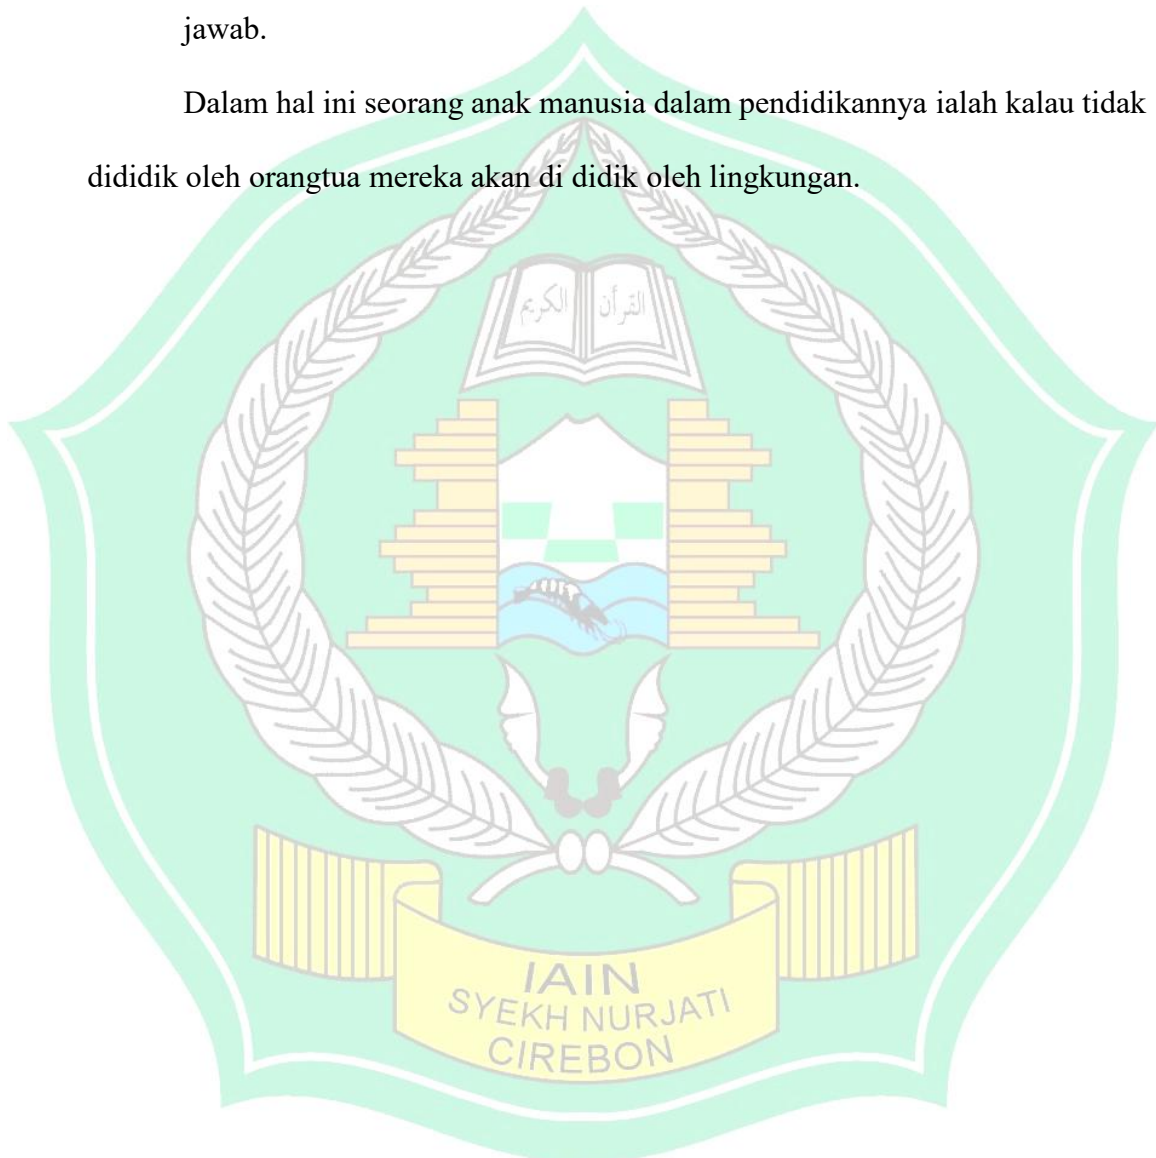 jawab.
Dalam hal ini seorang anak manusia dalam pendidikannya ialah kalau tidak
dididik oleh orangtua mereka akan di didik oleh lingkungan.
القرأن الكريم
IAIN
SYEKH NURJATI
CIREBON